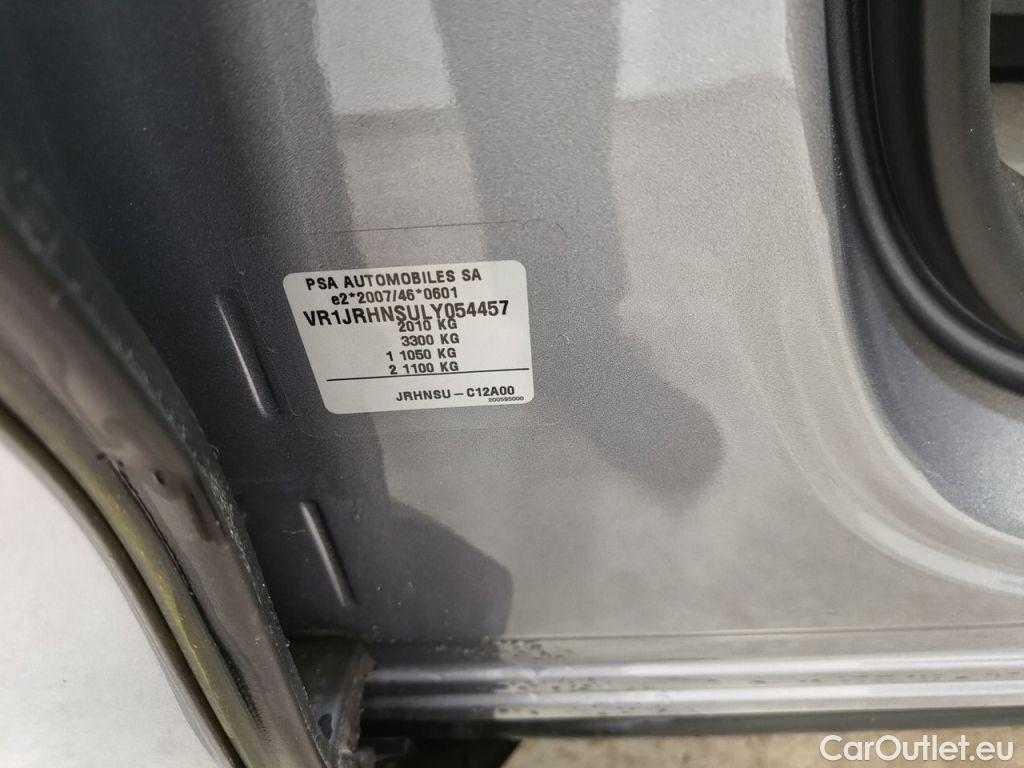 PSA AUTOMOBILES SA
e2*2007/46*0601
VR1JRHNSULY054457
2010 KG
3300 KG
1 1050 KG
2 1100 KG
JRHNSU-C12A00
200595000
CarOutlet.eu